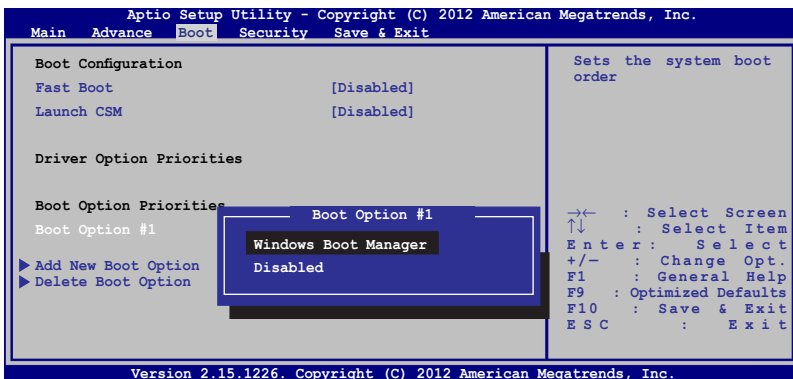 Aptio Setup Utility - Copyright (C) 2012 American Megatrends, Inc.
Main Advance Boot Security Save & Exit
Boot Configuration
Fast Boot [Disabled]
Launch CSM [Disabled]
Driver Option Priorities
Boot Option Priorities
Boot Option #1
Add New Boot Option
Delete Boot Option
Boot Option #1
Windows Boot Manager
Disabled
Sets the system boot
order
→← : Select Screen
↑↓ : Select Item
Enter: Select
+/— : Change Opt.
F1 : General Help
F9 : Optimized Defaults
F10 : Save & Exit
ESC : Exit
Version 2.15.1226. Copyright (C) 2012 American Megatrends, Inc.